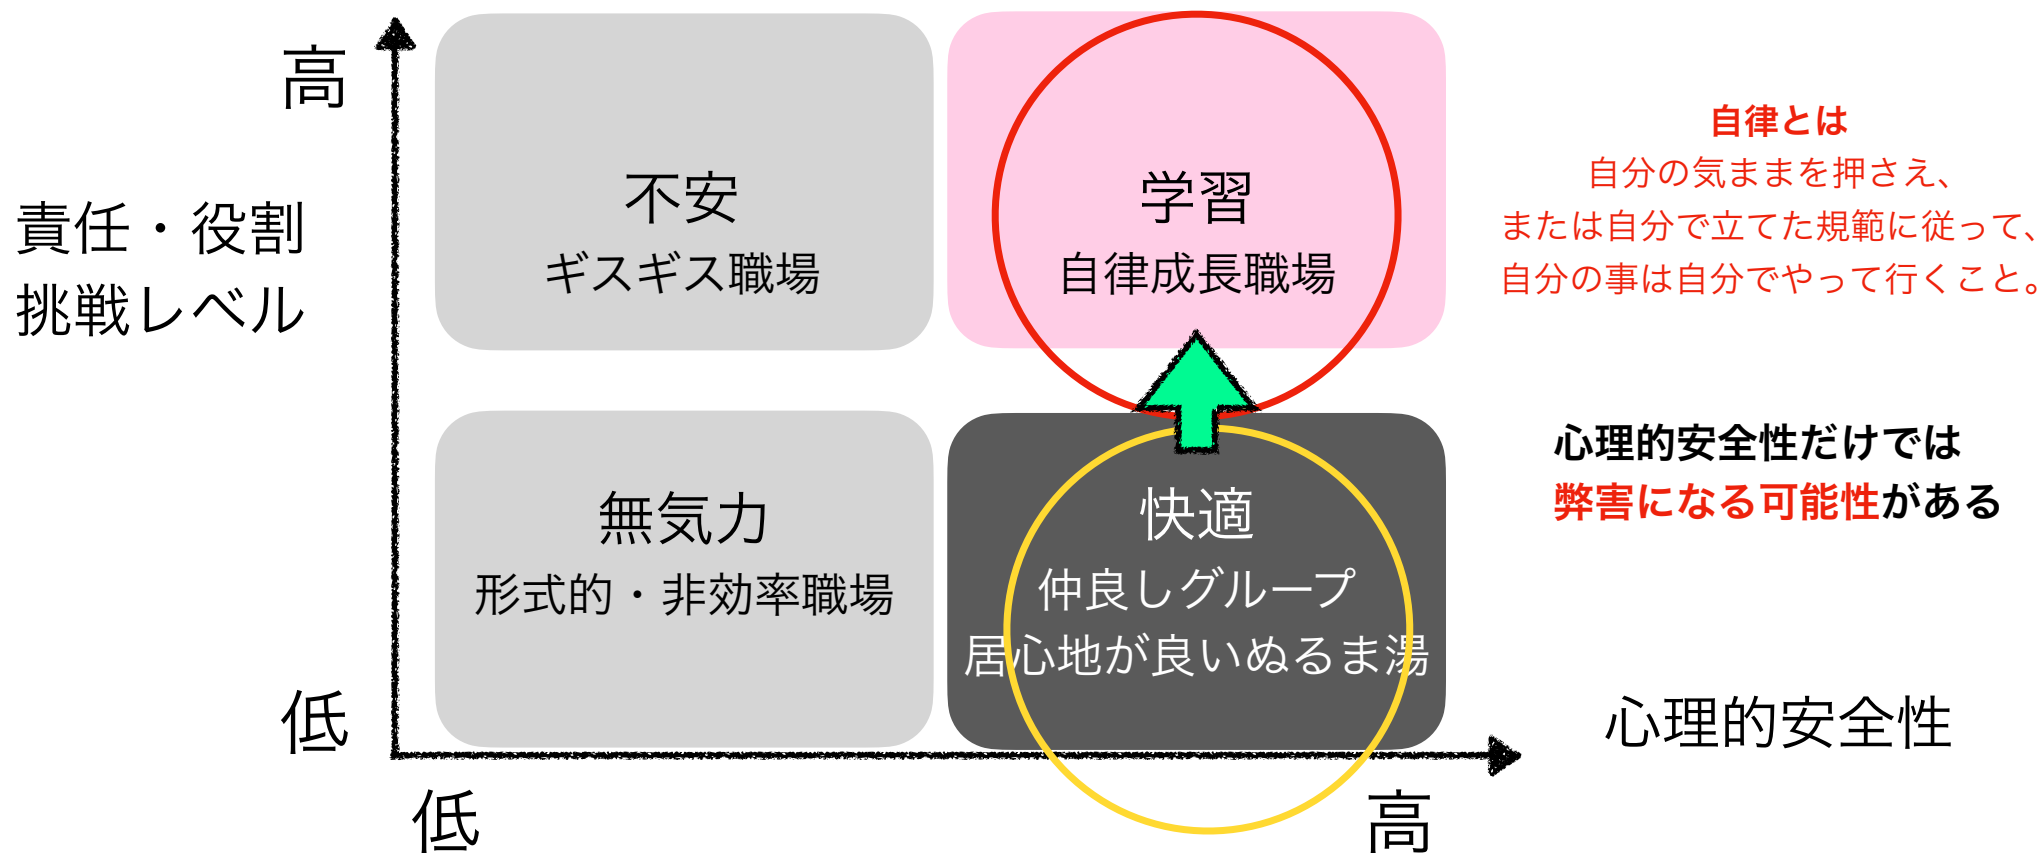 高
責任・役割
挑戦レベル
低
不安
ギスギス職場
学習
自律成長職場
無気力
形式的・非効率職場
快適
仲良しグループ
居心地が良いぬるま湯
自律とは
自分の気ままを押さえ、
または自分で立てた規範に従って、
自分の事は自分でやって行くこと。
心理的安全性だけでは
弊害になる可能性がある
心理的安全性
低
高